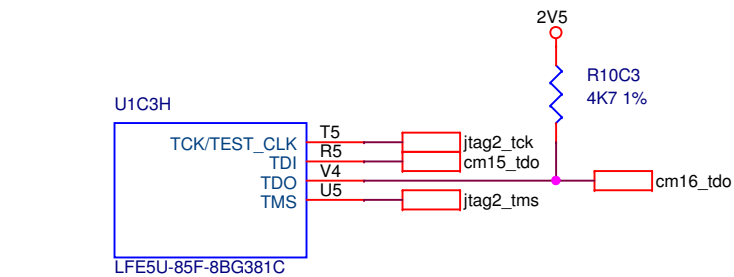 2V5
R10C3
4K7 1%
U1C3H
TCK/TEST_CLK T5 jtag2_tck
TDI R5 cm15_tdo
TDO V4 cm16_tdo
TMS U5 jtag2_tms
LFE5U-85F-8BG381C